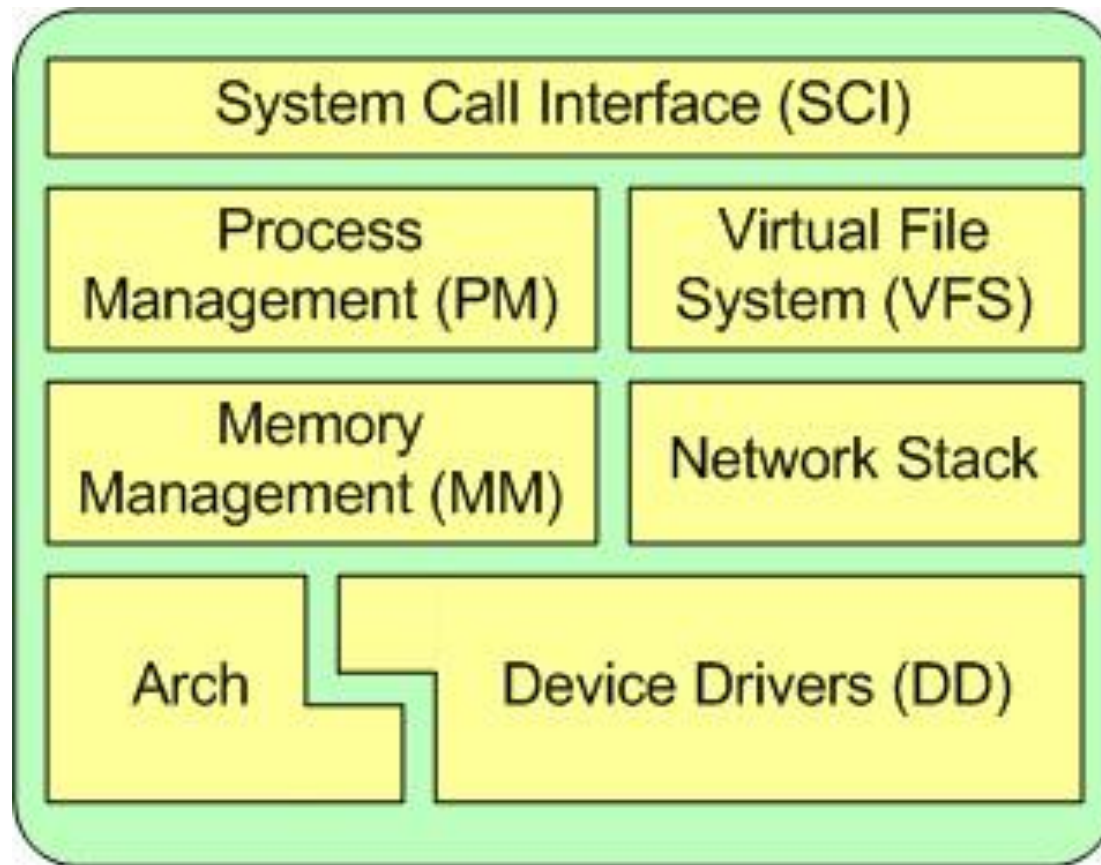 System Call Interface (SCI)
Process
Management (PM)
Virtual File
System (VFS)
Memory
Management (MM)
Network Stack
Arch
Device Drivers (DD)